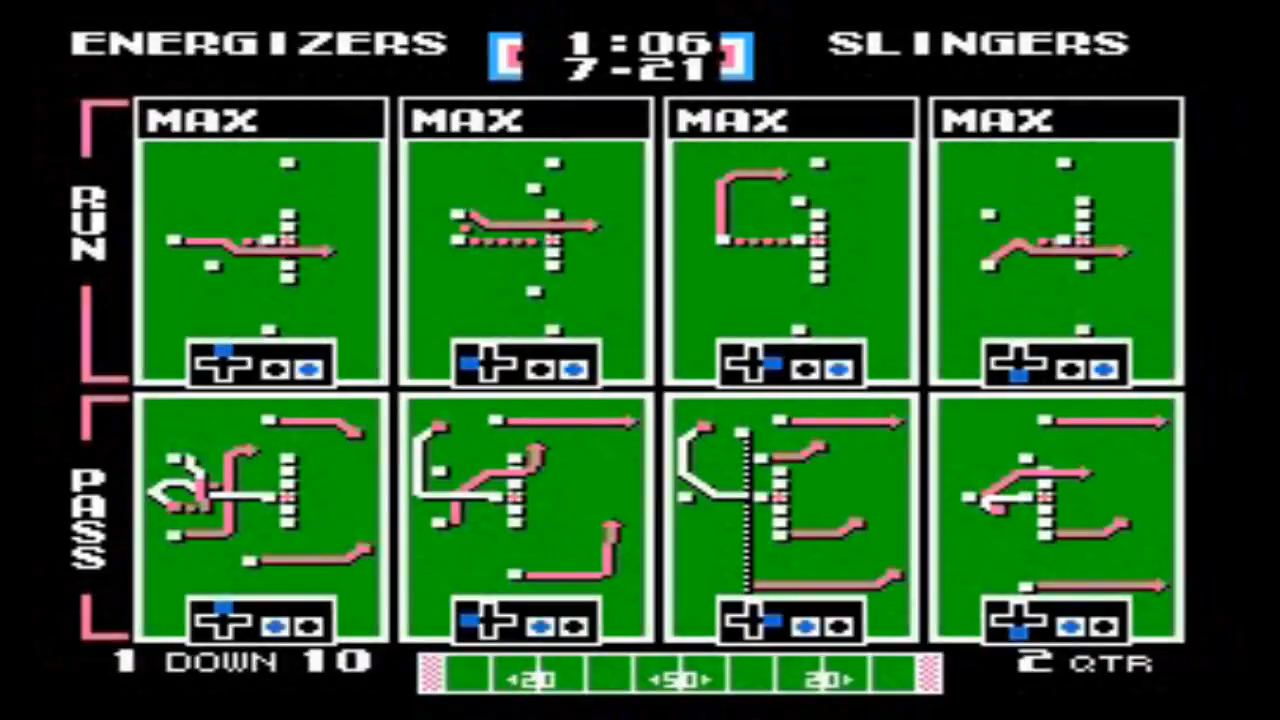 ENERGIZERS 1:06 SLINGERS
7-21
MAX MAX MAX MAX
RUN
PASS
1 DOWN 10
20 50 20
2 QTR